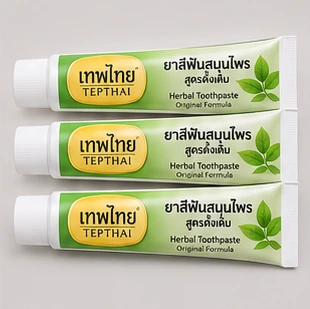 เทพไทย
TEPTHAI
ยาสีฟันสมุนไพร
สูตรดั้งเดิม
Herbal Toothpaste
Original Formula
เทพไทย
TEPTHAI
ยาสีฟันสมุนไพร
สูตรดั้งเดิม
Herbal Toothpaste
Original Formula
เทพไทย
TEPTHAI
ยาสีฟันสมุนไพร
สูตรดั้งเดิม
Herbal Toothpaste
Original Formula